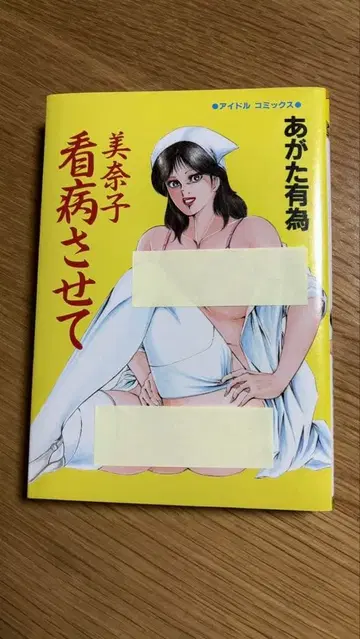 ●アイドル コミックス●
あがた有為
美奈子
看病させて